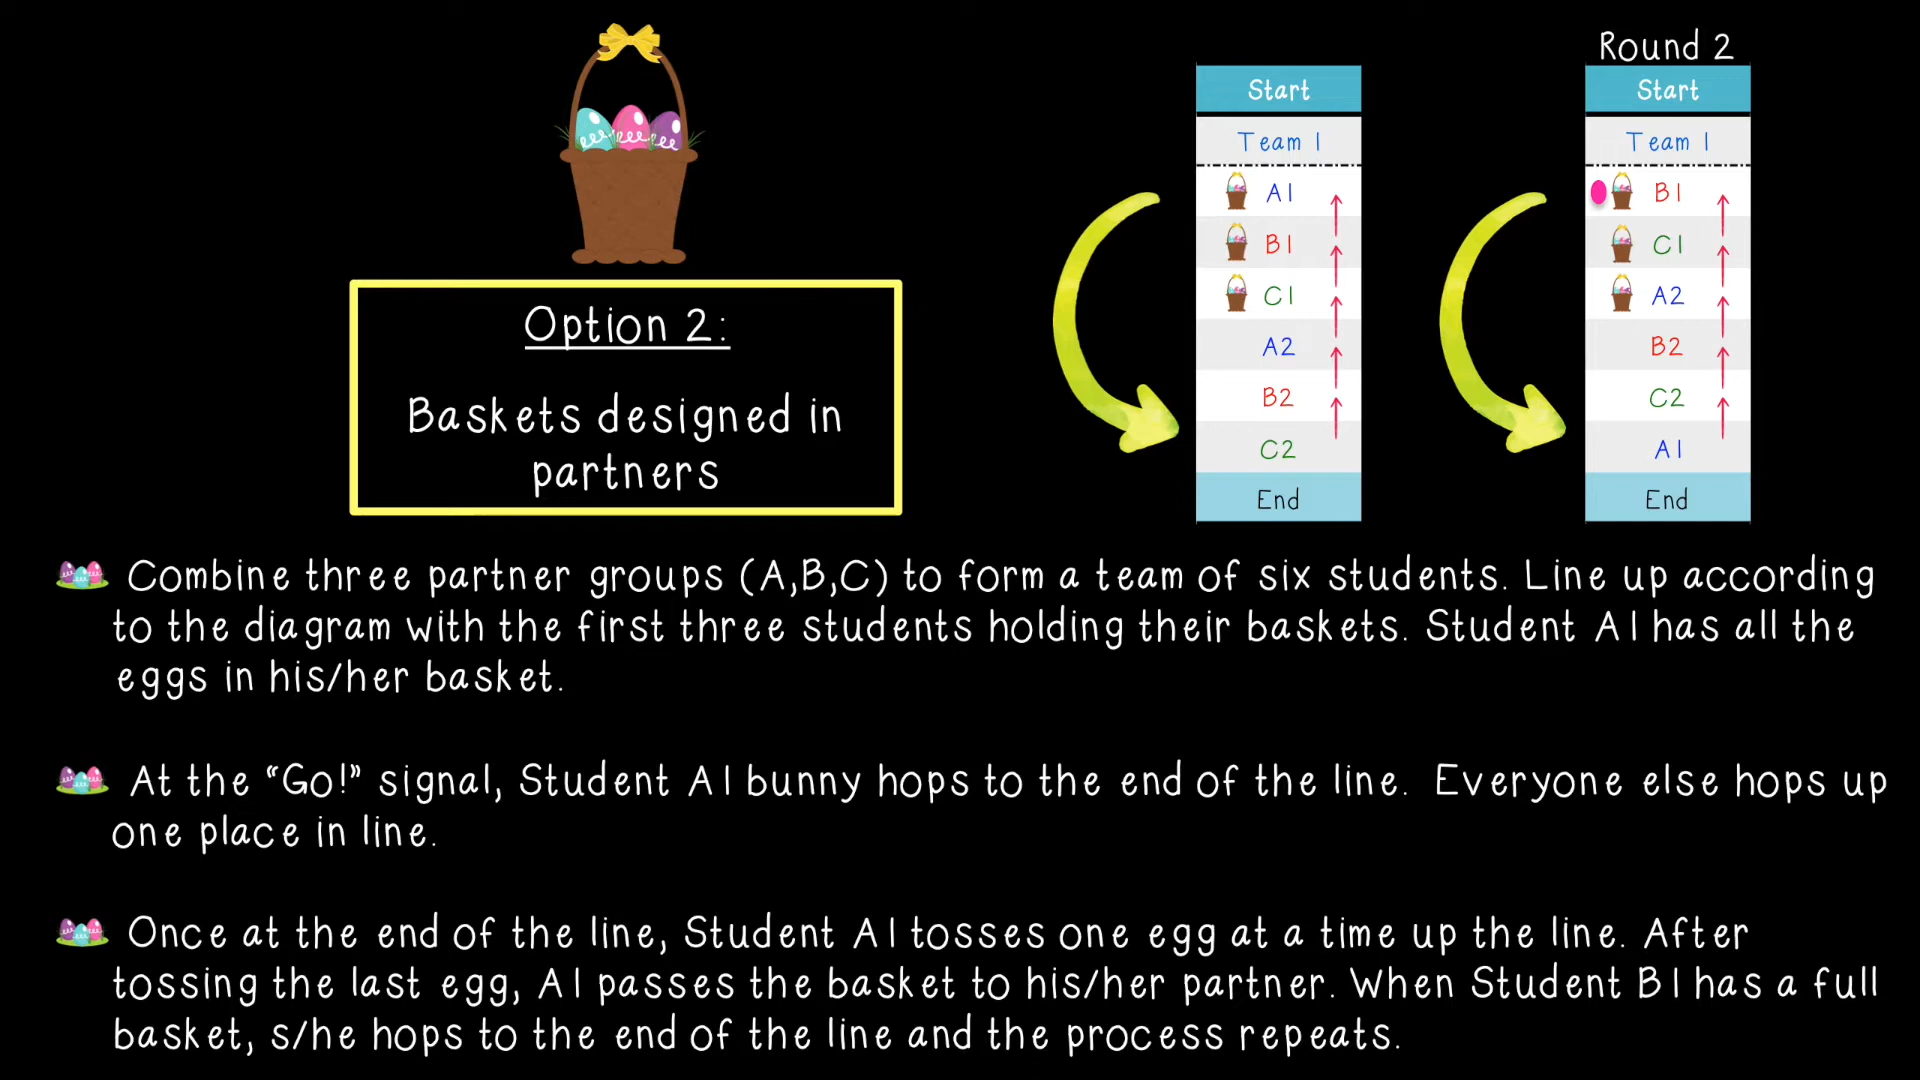 Option 2:
Baskets designed in
partners
Start
Team 1
A1
B1
C1
A2
B2
C2
End
Round 2
Start
Team 1
B1
C1
A2
B2
C2
A1
End
Combine three partner groups (A,B,C) to form a team of six students. Line up according
to the diagram with the first three students holding their baskets. Student A1 has all the
eggs in his/her basket.
At the “Go!” signal, Student A1 bunny hops to the end of the line. Everyone else hops up
one place in line.
Once at the end of the line, Student A1 tosses one egg at a time up the line. After
tossing the last egg, A1 passes the basket to his/her partner. When Student B1 has a full
basket, s/he hops to the end of the line and the process repeats.